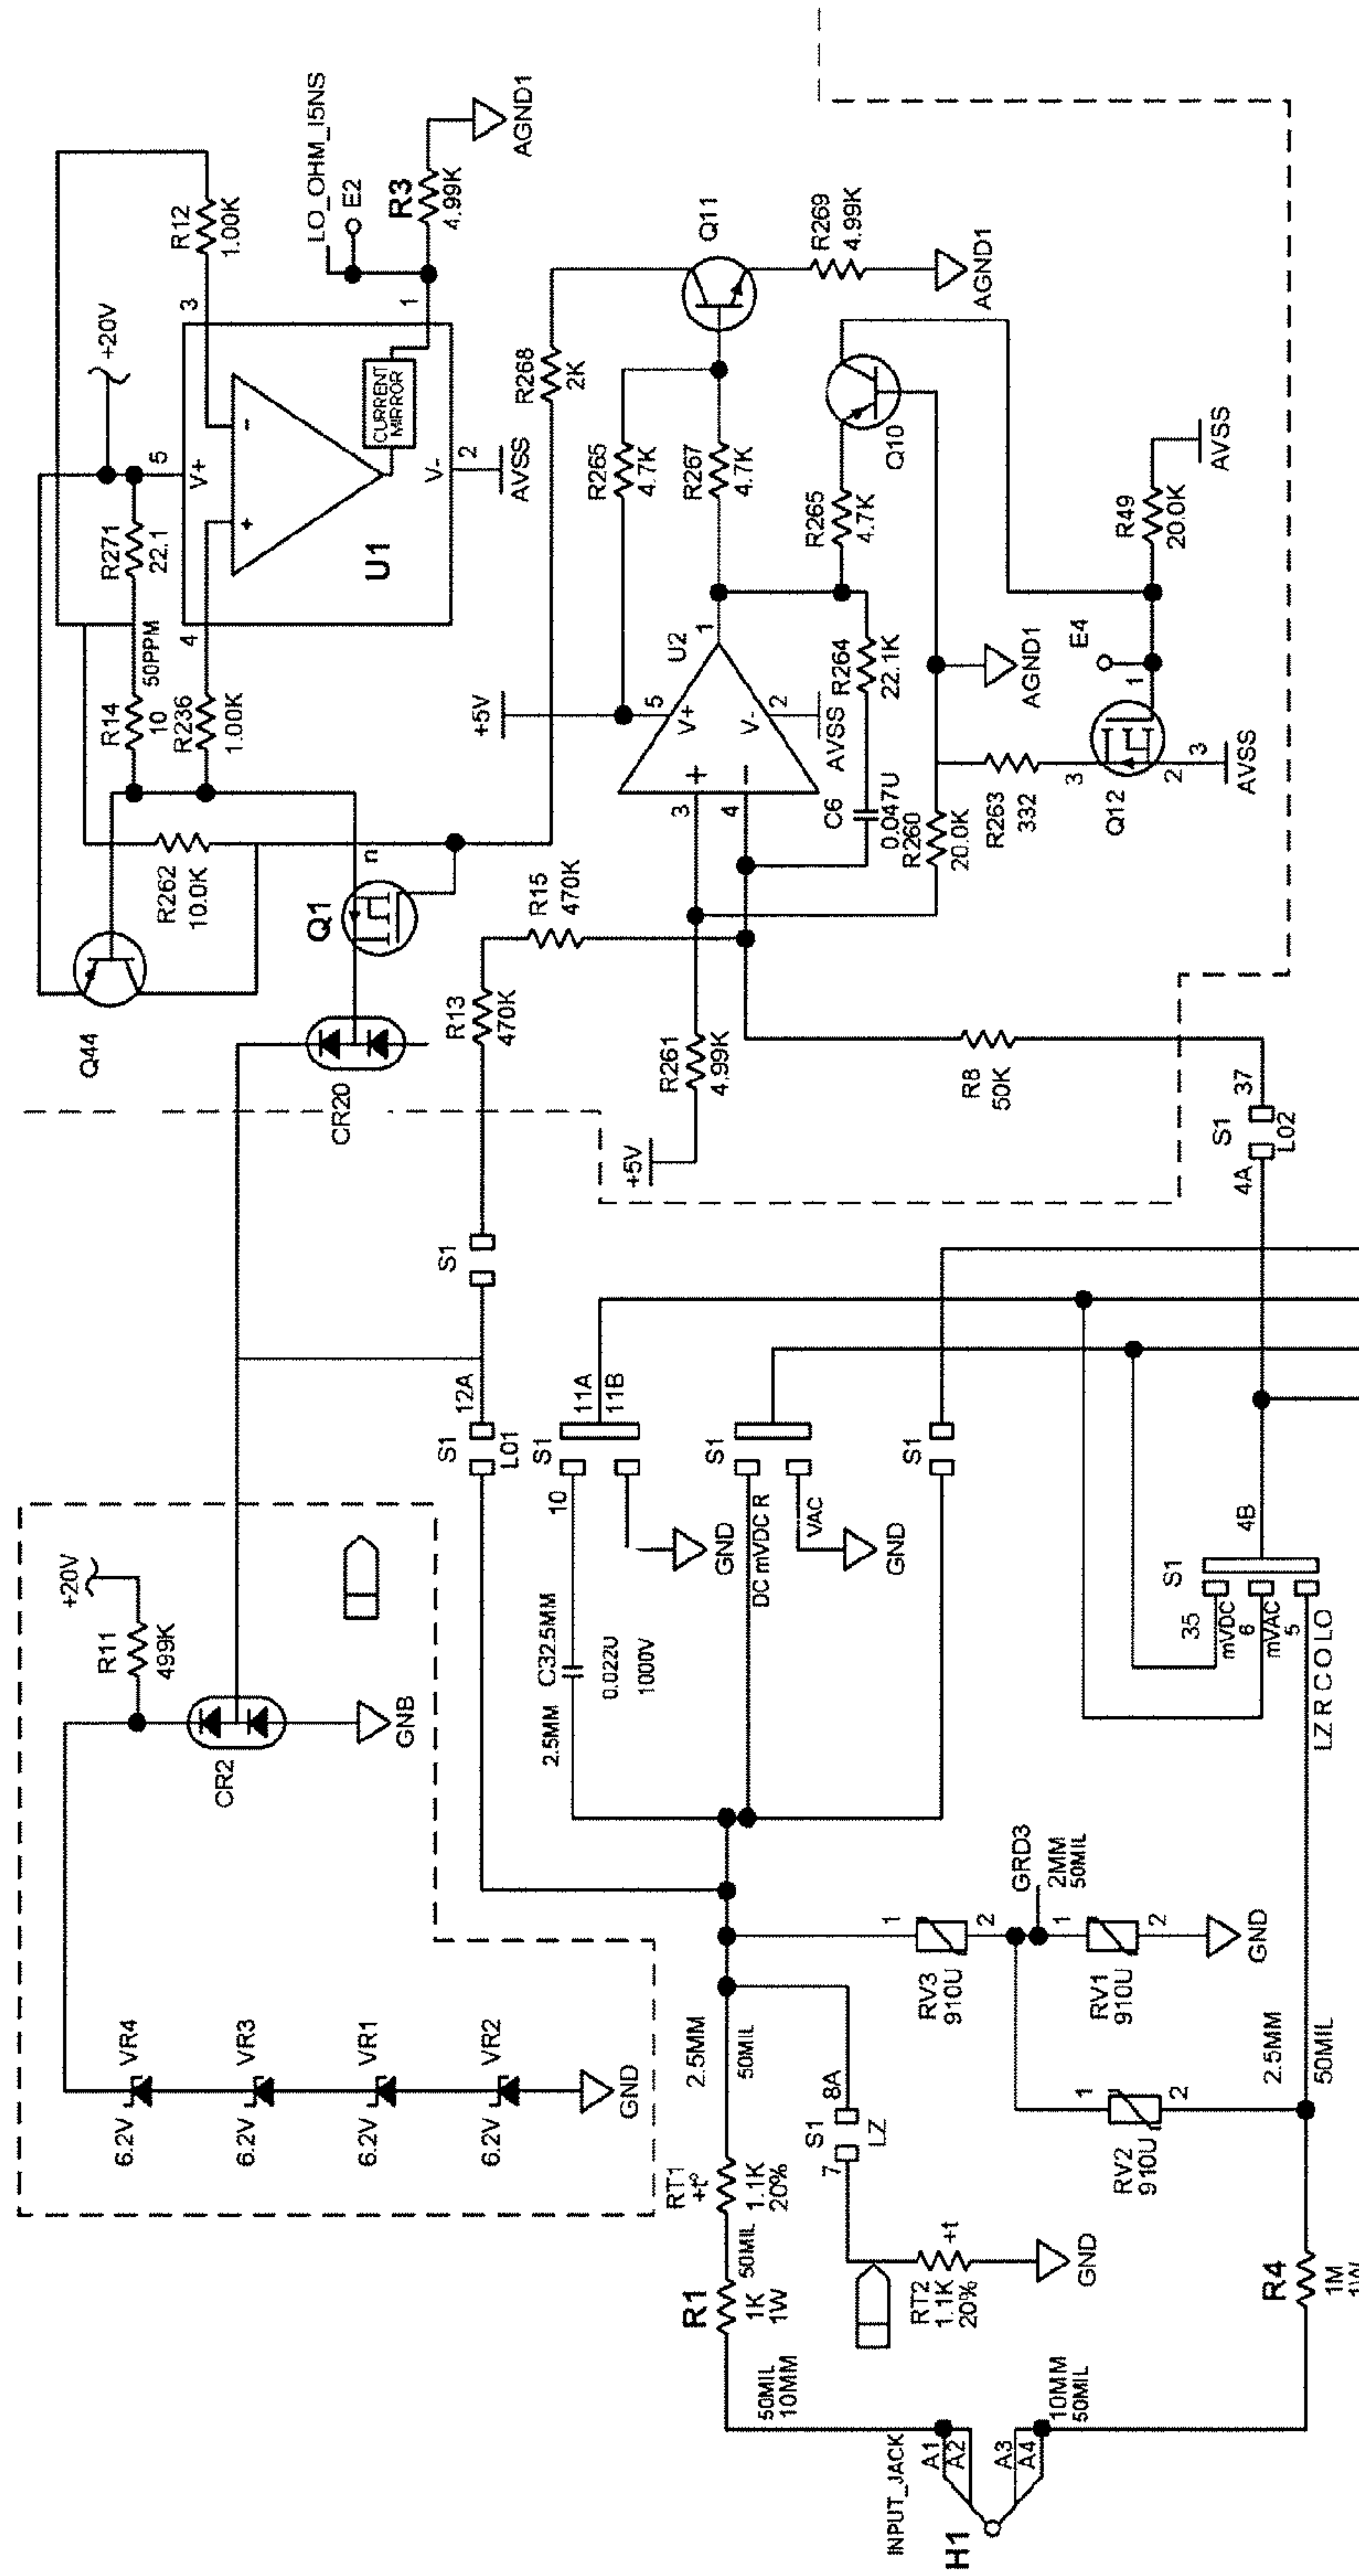 +20V
R11
499K
CR2
GNB
6.2V
VR4
6.2V
VR3
6.2V
VR1
6.2V
VR2
GND
Q44
R262
10.0K
R14
10
50PPM
R271
22.1
+20V
R12
1.00K
R236
1.00K
4
5
3
V+
+
-
CURRENT
MIRROR
V-
U1
1
2
AVSS
LO_OHM_I5NS
E2
R3
4.99K
AGND1
Q1
n
CR20
R13
470K
R15
470K
R268
2K
Q11
R269
4.99K
AGND1
+5V
R265
4.7K
R267
4.7K
U2
5
V+
3
+
4
-
1
V-
2
AVSS
R265
4.7K
Q10
R264
22.1K
C6
0.047U
R260
20.0K
AGND1
R263
332
Q12
3
2
3
AVSS
E4
1
R49
20.0K
AVSS
+5V
R261
4.99K
R8
50K
S1
S1
12A
L01
S1
11A
11B
10
GND
C32.5MM
2.5MM
0.022U
1000V
S1
DC mVDC R
VAC
GND
S1
S1
4A
37
L02
S1
4B
35
mVDC
6
mVAC
5
LZ R C O LO
RV3
910U
1
2
GRD3
2MM
50MIL
RV1
910U
1
2
GND
RV2
910U
1
2
2.5MM
50MIL
2.5MM
50MIL
RT1
+t°
1.1K
20%
50MIL
R1
1K
1W
S1
8A
7
LZ
RT2
1.1K
20%
+t
GND
50MIL
10MM
INPUT_JACK
A1
A2
A3
A4
H1
10MM
50MIL
R4
1M
1W